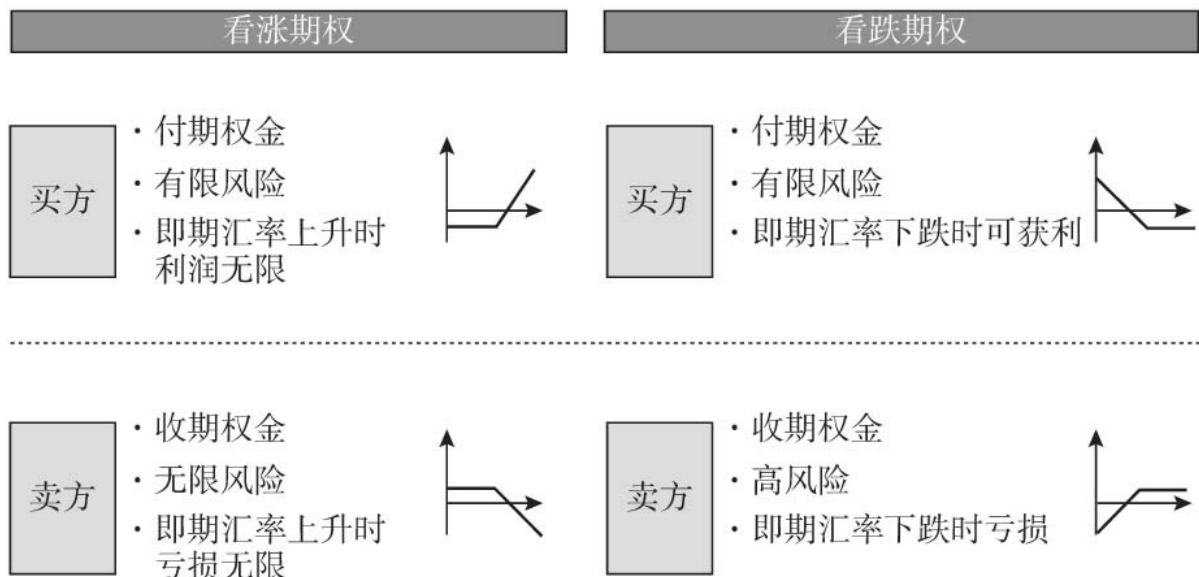 看涨期权
看跌期权
买方
· 付期权金
· 有限风险
· 即期汇率上升时
利润无限
买方
· 付期权金
· 有限风险
· 即期汇率下跌时可获利
卖方
· 收期权金
· 无限风险
· 即期汇率上升时
亏损无限
卖方
· 收期权金
· 高风险
· 即期汇率下跌时亏损